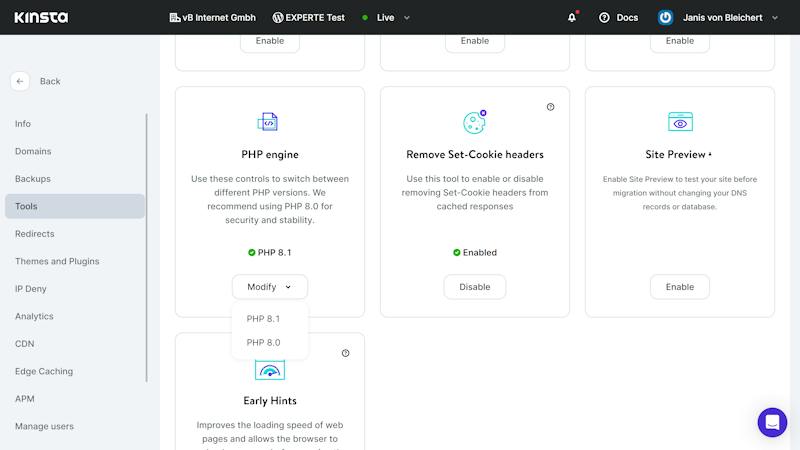 KINSTA
vB Internet Gmbh
EXPERTE Test
Live
Docs
Janis von Bleichert
Back
Info
Domains
Backups
Tools
Redirects
Themes and Plugins
IP Deny
Analytics
CDN
Edge Caching
APM
Manage users
Enable
Enable
Enable
PHP engine
Use these controls to switch between
different PHP versions. We
recommend using PHP 8.0 for
security and stability.
PHP 8.1
Modify
PHP 8.1
PHP 8.0
Remove Set-Cookie headers
Use this tool to enable or disable
removing Set-Cookie headers from
cached responses
Enabled
Disable
Site Preview
Enable Site Preview to test your site before
migration without changing your DNS
records or database.
Enable
Early Hints
Improves the loading speed of web
pages and allows the browser to